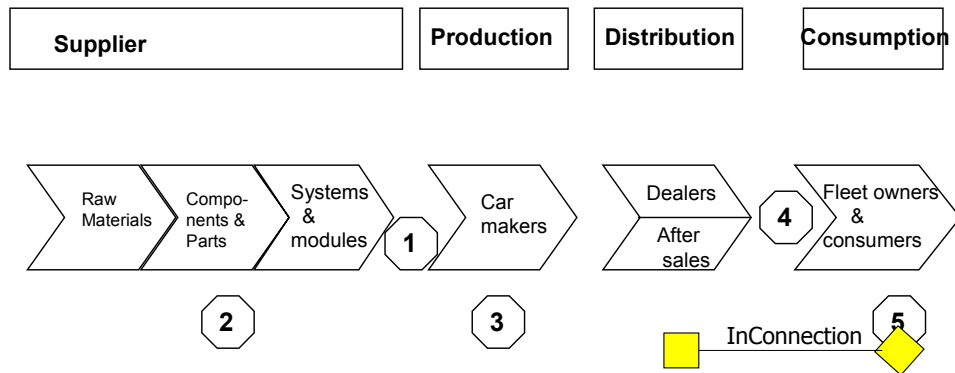 Supplier
Production
Distribution
Consumption
Raw
Materials
Compo-
nents &
Parts
Systems
&
modules
1
Car
makers
Dealers
After
sales
4
Fleet owners
&
consumers
2
3
5
InConnection